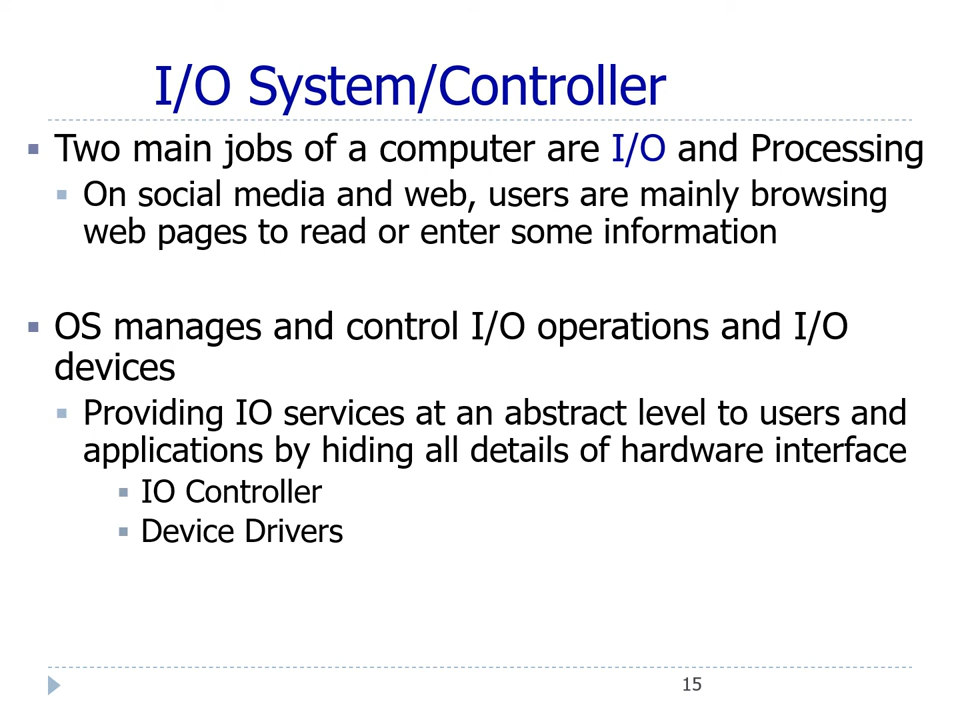 I/O System/Controller
Two main jobs of a computer are I/O and Processing
On social media and web, users are mainly browsing
web pages to read or enter some information
OS manages and control I/O operations and I/O
devices
Providing IO services at an abstract level to users and
applications by hiding all details of hardware interface
IO Controller
Device Drivers
15